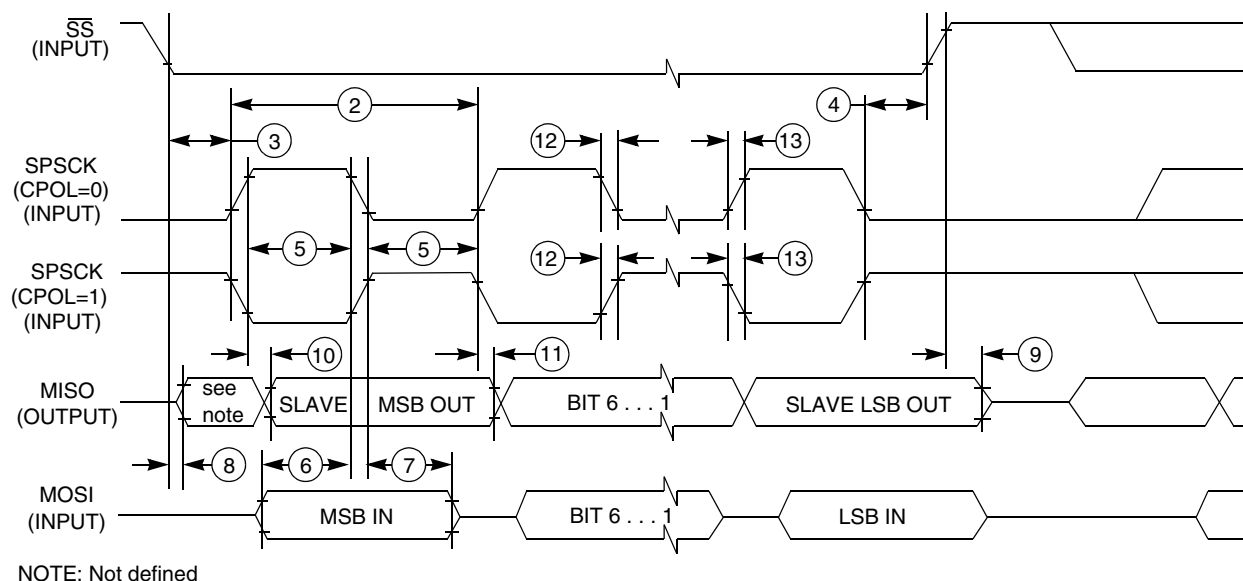 SS
(INPUT)
2
4
3
12
13
SPSCK
(CPOL=0)
(INPUT)
5
5
SPSCK
(CPOL=1)
(INPUT)
12
13
10
11
9
MISO
(OUTPUT)
see
note
SLAVE
MSB OUT
BIT 6 . . . 1
SLAVE LSB OUT
8
6
7
MOSI
(INPUT)
MSB IN
BIT 6 . . . 1
LSB IN
NOTE: Not defined